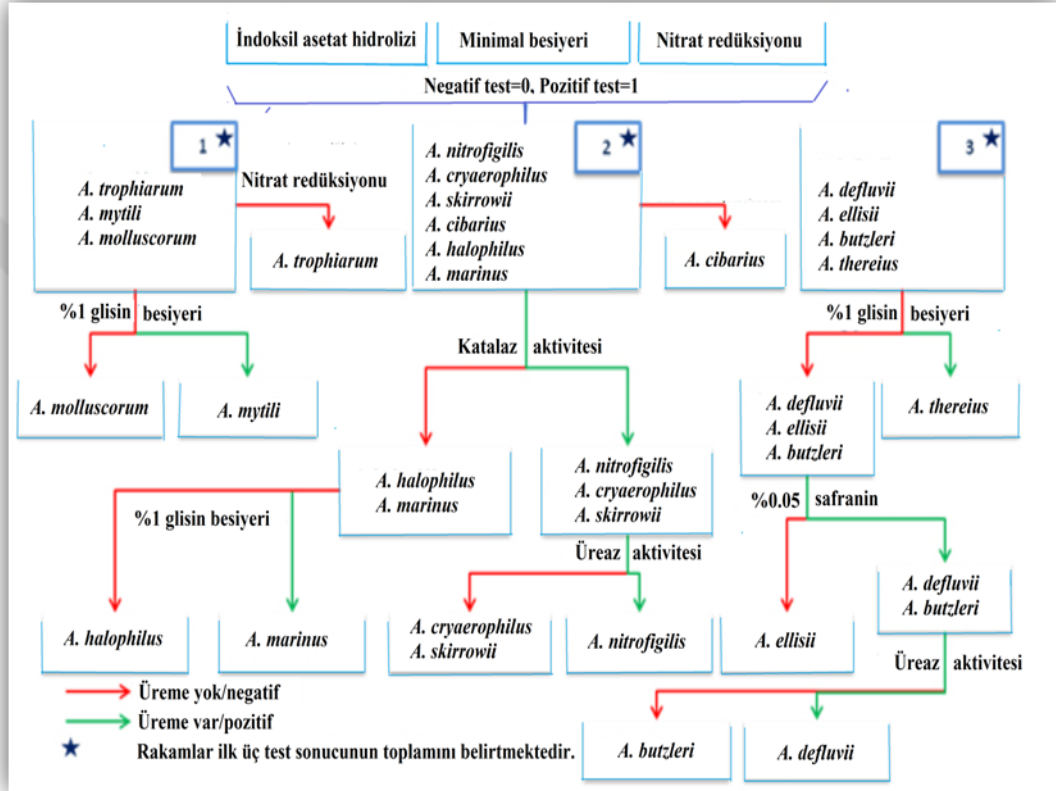 İndoksil asetat hidrolizi
Minimal besiyeri
Nitrat redüksiyonu
Negatif test=0, Pozitif test=1
1 ★
A. trophiarum
A. mytili
A. molluscorum
Nitrat redüksiyonu
A. trophiarum
2 ★
A. nitrofigilis
A. cryaerophilus
A. skirrowii
A. cibarius
A. halophilus
A. marinus
A. cibarius
3 ★
A. defluvii
A. ellisii
A. butzleri
A. thereius
%1 glisin besiyeri
A. molluscorum
A. mytili
Katalaz aktivitesi
%1 glisin besiyeri
A. defluvii
A. ellisii
A. butzleri
A. thereius
A. halophilus
A. marinus
A. nitrofigilis
A. cryaerophilus
A. skirrowii
%0.05 safranin
%1 glisin besiyeri
Üreaz aktivitesi
A. defluvii
A. butzleri
A. halophilus
A. marinus
A. cryaerophilus
A. skirrowii
A. nitrofigilis
A. ellisii
Üreaz aktivitesi
A. butzleri
A. defluvii
Üreme yok/negatif
Üreme var/pozitif
★ Rakamlar ilk üç test sonucunun toplamını belirtmektedir.